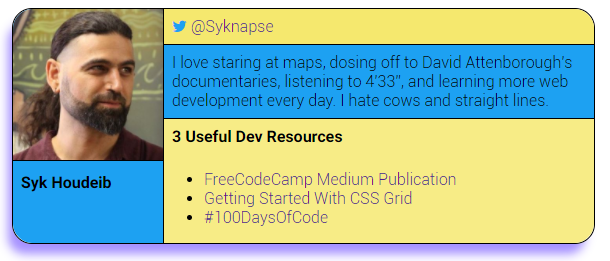 @Syknapse
I love staring at maps, dosing off to David Attenborough's
documentaries, listening to 4’33”, and learning more web
development every day. I hate cows and straight lines.
Syk Houdeib
3 Useful Dev Resources
FreeCodeCamp Medium Publication
Getting Started With CSS Grid
#100DaysOfCode